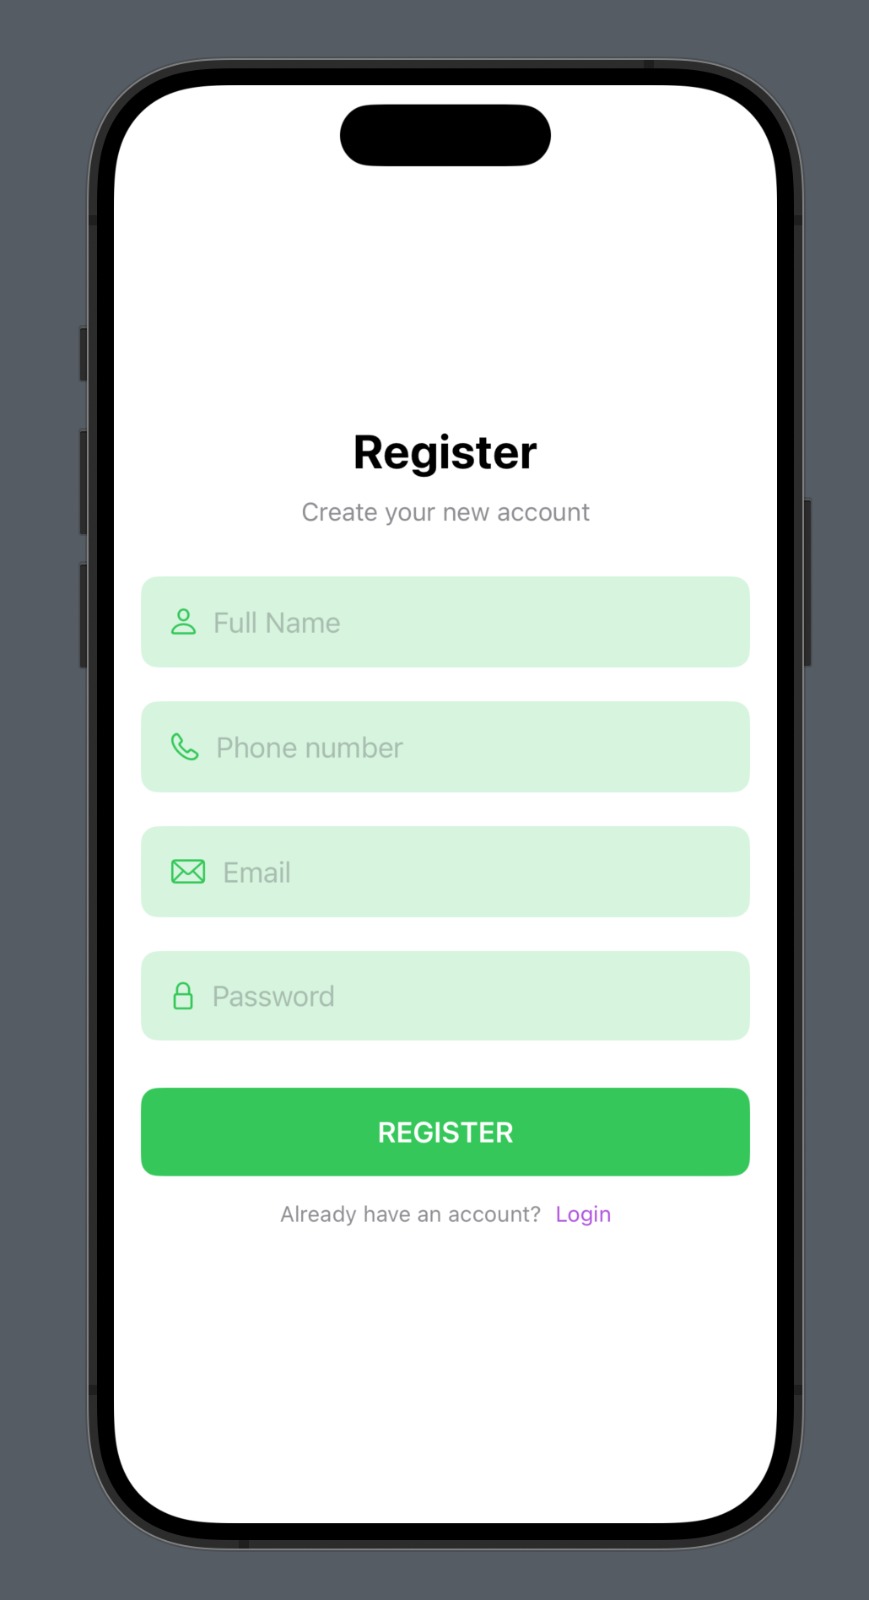 Register
Create your new account
Full Name
Phone number
Email
Password
REGISTER
Already have an account? Login